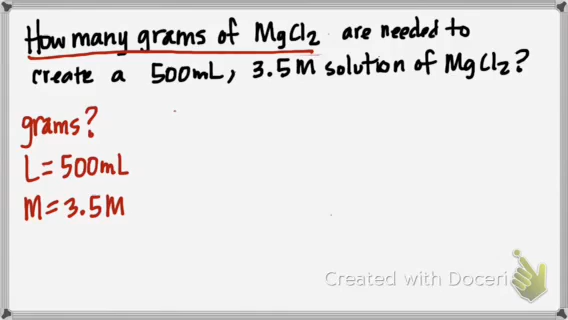 How many grams of MgCl2 are needed to
create a 500mL, 3.5M solution of MgCl2?
grams?
L=500mL
M=3.5M
Created with Doceri